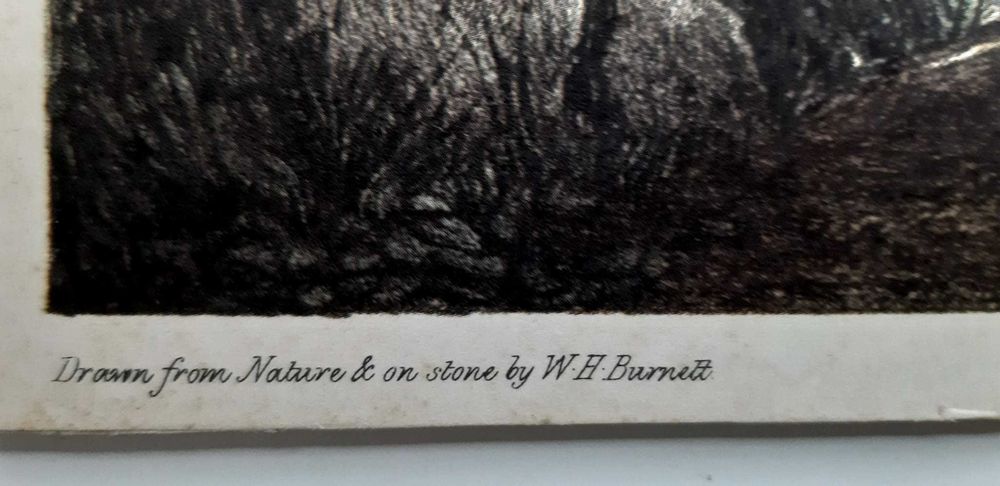 Drawn from Nature & on stone by W.H.Burnett.